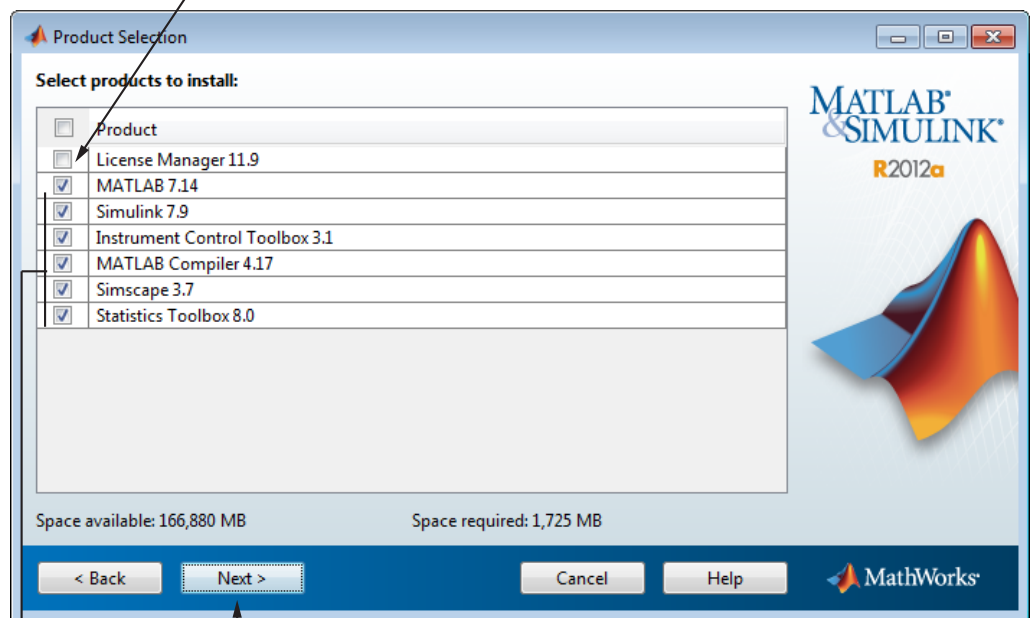 Product Selection
Select products to install:
Product
License Manager 11.9
MATLAB 7.14
Simulink 7.9
Instrument Control Toolbox 3.1
MATLAB Compiler 4.17
Simscape 3.7
Statistics Toolbox 8.0
MATLAB®
&SIMULINK®
R2012a
Space available: 166,880 MB
Space required: 1,725 MB
< Back
Next >
Cancel
Help
MathWorks®